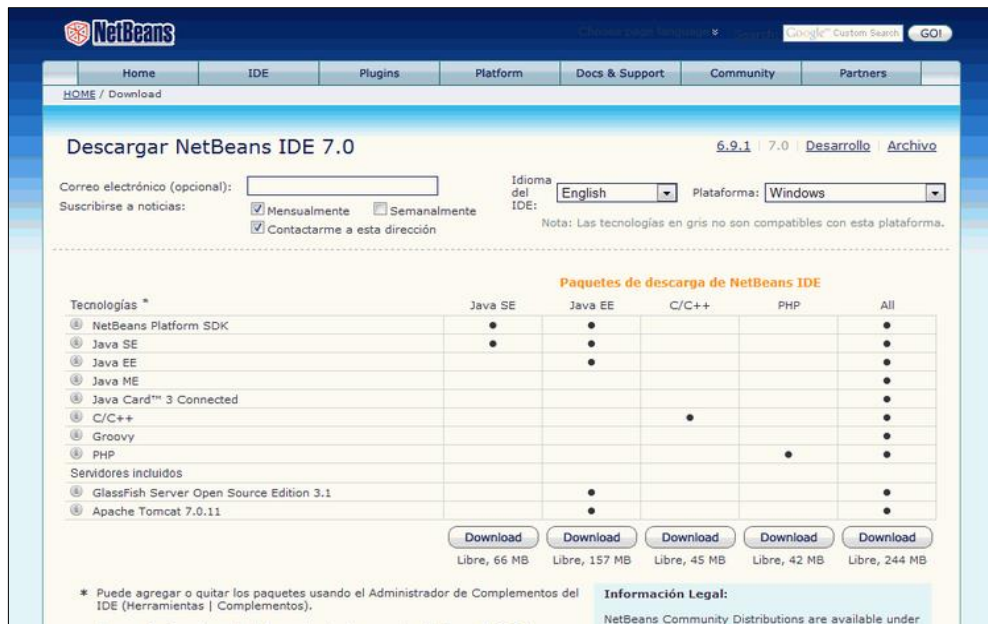 NetBeans
Choose page language Search: Google™ Custom Search GO!
Home IDE Plugins Platform Docs & Support Community Partners
HOME / Download
Descargar NetBeans IDE 7.0
6.9.1 | 7.0 | Desarrollo | Archivo
Correo electrónico (opcional):
Idioma del IDE: English
Plataforma: Windows
Suscribirse a noticias:
Mensualmente Semanalmente
Contactarme a esta dirección
Nota: Las tecnologías en gris no son compatibles con esta plataforma.
Paquetes de descarga de NetBeans IDE
Tecnologías * Java SE Java EE C/C++ PHP All
NetBeans Platform SDK • • •
Java SE • • •
Java EE • •
Java ME •
Java Card™ 3 Connected •
C/C++ • •
Groovy •
PHP • •
Servidores incluidos
GlassFish Server Open Source Edition 3.1 • •
Apache Tomcat 7.0.11 • •
Download Download Download Download Download
Libre, 66 MB Libre, 157 MB Libre, 45 MB Libre, 42 MB Libre, 244 MB
* Puede agregar o quitar los paquetes usando el Administrador de Complementos del
IDE (Herramientas | Complementos).
Información Legal:
NetBeans Community Distributions are available under